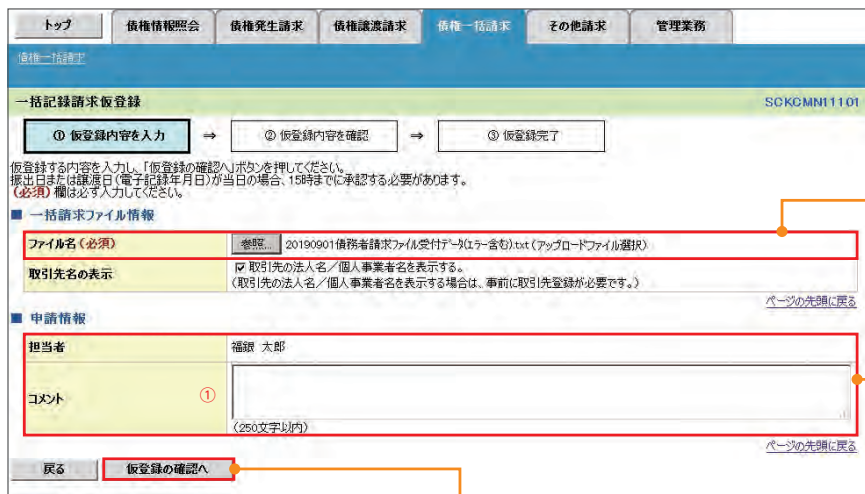 トップ 債権情報照会 債権発生請求 債権譲渡請求 債権一括請求 その他請求 管理業務
債権一括請求
一括記録請求仮登録 SCKCMN11101
① 仮登録内容を入力 ⇒ ② 仮登録内容を確認 ⇒ ③ 仮登録完了
仮登録する内容を入力し、「仮登録の確認へ」ボタンを押してください。
振出日または譲渡日(電子記録年月日)が当日の場合、15時までに承認する必要があります。
(必須)欄は必ず入力してください。
■ 一括請求ファイル情報
ファイル名(必須) 参照... 20190901債務者請求ファイル受付データ(エラー含む).txt(アップロードファイル選択)
取引先名の表示 取引先の法人名/個人事業者名を表示する。
(取引先の法人名/個人事業者名を表示する場合は、事前に取引先登録が必要です。)
ページの先頭に戻る
■ 申請情報
担当者 福銀 太郎
コメント ①
(250文字以内)
ページの先頭に戻る
戻る 仮登録の確認へ